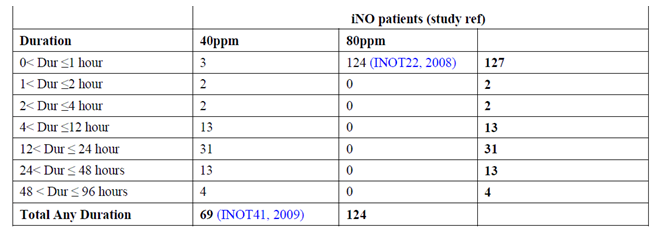 iNO patients (study ref)
Duration 40ppm 80ppm
0< Dur ≤1 hour 3 124 (INOT22, 2008) 127
1< Dur ≤2 hour 2 0 2
2< Dur ≤4 hour 2 0 2
4< Dur ≤12 hour 13 0 13
12< Dur ≤ 24 hour 31 0 31
24< Dur ≤ 48 hours 13 0 13
48 < Dur ≤ 96 hours 4 0 4
Total Any Duration 69 (INOT41, 2009) 124